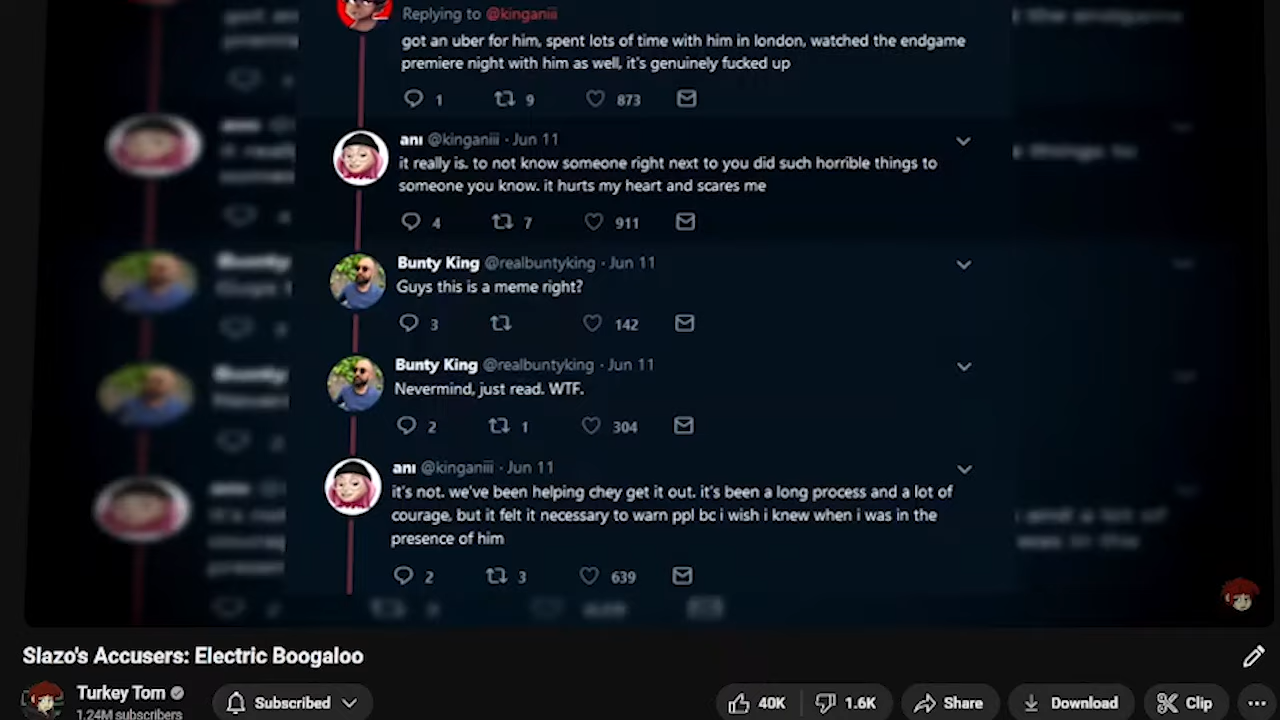 Replying to @kinganiii
got an uber for him, spent lots of time with him in london, watched the endgame
premiere night with him as well, it's genuinely fucked up
1 9 873
ani @kinganiii · Jun 11
it really is. to not know someone right next to you did such horrible things to
someone you know. it hurts my heart and scares me
4 7 911
Bunty King @realbuntyking · Jun 11
Guys this is a meme right?
3 142
Bunty King @realbuntyking · Jun 11
Nevermind, just read. WTF.
2 1 304
ani @kinganiii · Jun 11
it's not. we've been helping chey get it out. it's been a long process and a lot of
courage, but it felt it necessary to warn ppl bc i wish i knew when i was in the
presence of him
2 3 639
Slazo's Accusers: Electric Boogaloo
Turkey Tom
1.24M subscribers
Subscribed
40K
1.6K
Share
Download
Clip